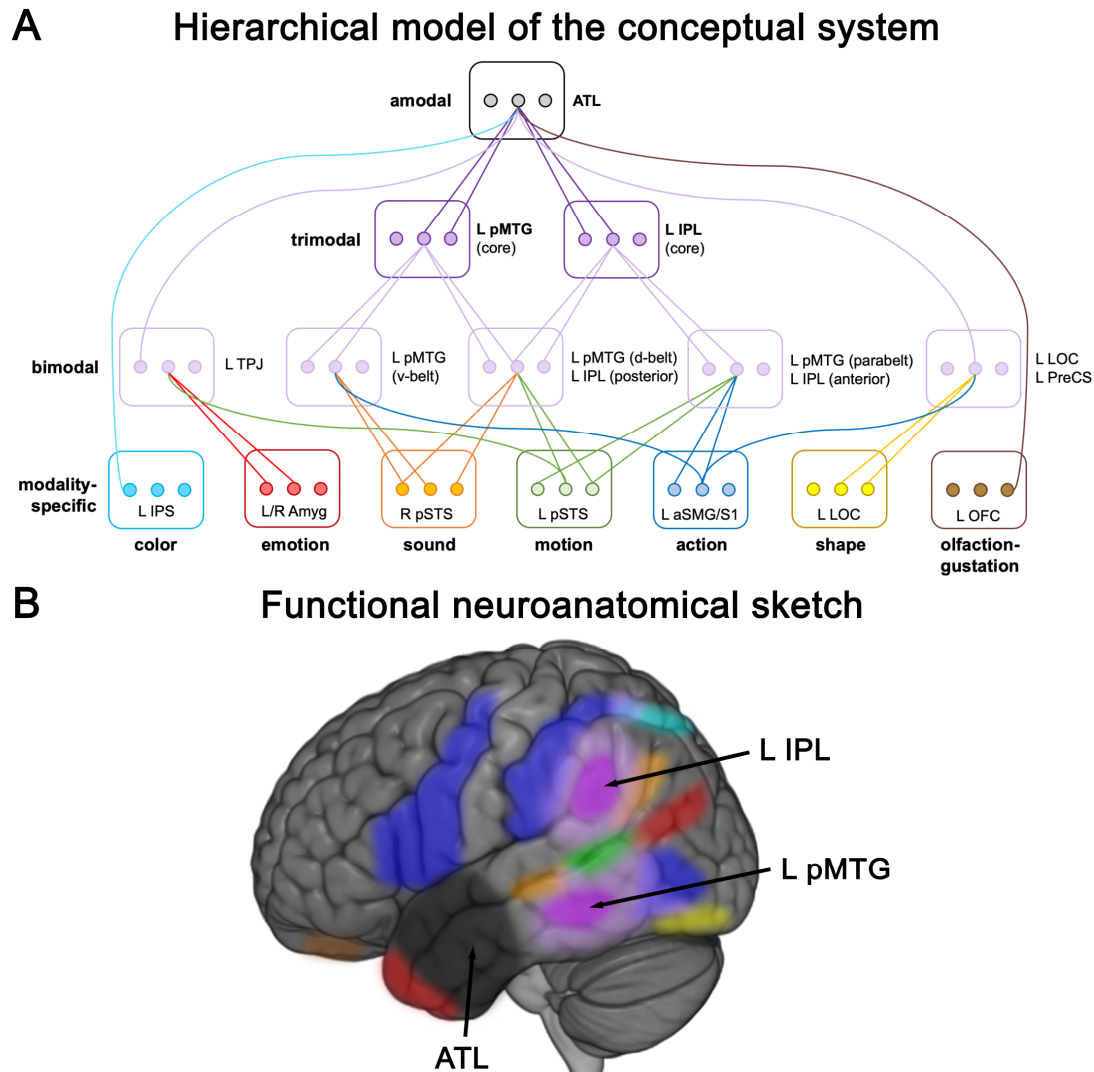 A
Hierarchical model of the conceptual system
amodal
ATL
trimodal
L pMTG
(core)
L IPL
(core)
bimodal
L TPJ
L pMTG
(v-belt)
L pMTG (d-belt)
L IPL (posterior)
L pMTG (parabelt)
L IPL (anterior)
L LOC
L PreCS
modality-
specific
L IPS
L/R Amyg
R pSTS
L pSTS
L aSMG/S1
L LOC
L OFC
color
emotion
sound
motion
action
shape
olfaction-
gustation
B
Functional neuroanatomical sketch
L IPL
L pMTG
ATL